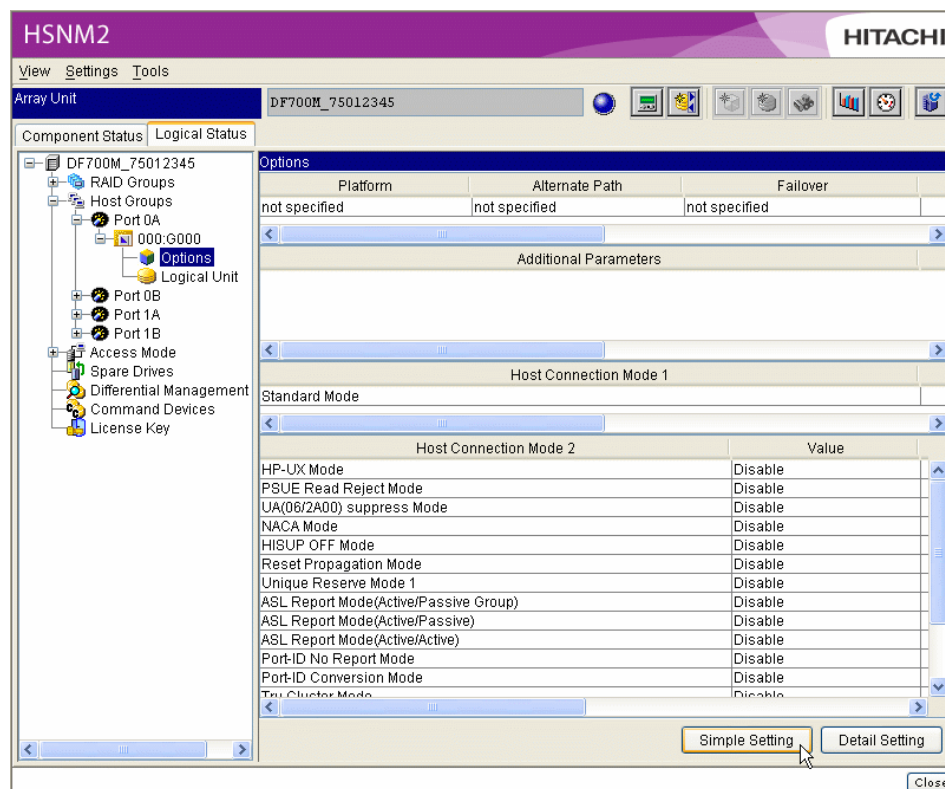 HSNM2
HITACHI
View Settings Tools
Array Unit
DF700M_75012345
Component Status
Logical Status
DF700M_75012345
RAID Groups
Host Groups
Port 0A
000:G000
Options
Logical Unit
Port 0B
Port 1A
Port 1B
Access Mode
Spare Drives
Differential Management
Command Devices
License Key
Options
Platform Alternate Path Failover
not specified not specified not specified
Additional Parameters
Host Connection Mode 1
Standard Mode
Host Connection Mode 2 Value
HP-UX Mode Disable
PSUE Read Reject Mode Disable
UA(06/2A00) suppress Mode Disable
NACA Mode Disable
HISUP OFF Mode Disable
Reset Propagation Mode Disable
Unique Reserve Mode 1 Disable
ASL Report Mode(Active/Passive Group) Disable
ASL Report Mode(Active/Passive) Disable
ASL Report Mode(Active/Active) Disable
Port-ID No Report Mode Disable
Port-ID Conversion Mode Disable
Tru Cluster Mode Disable
Simple Setting Detail Setting
Close